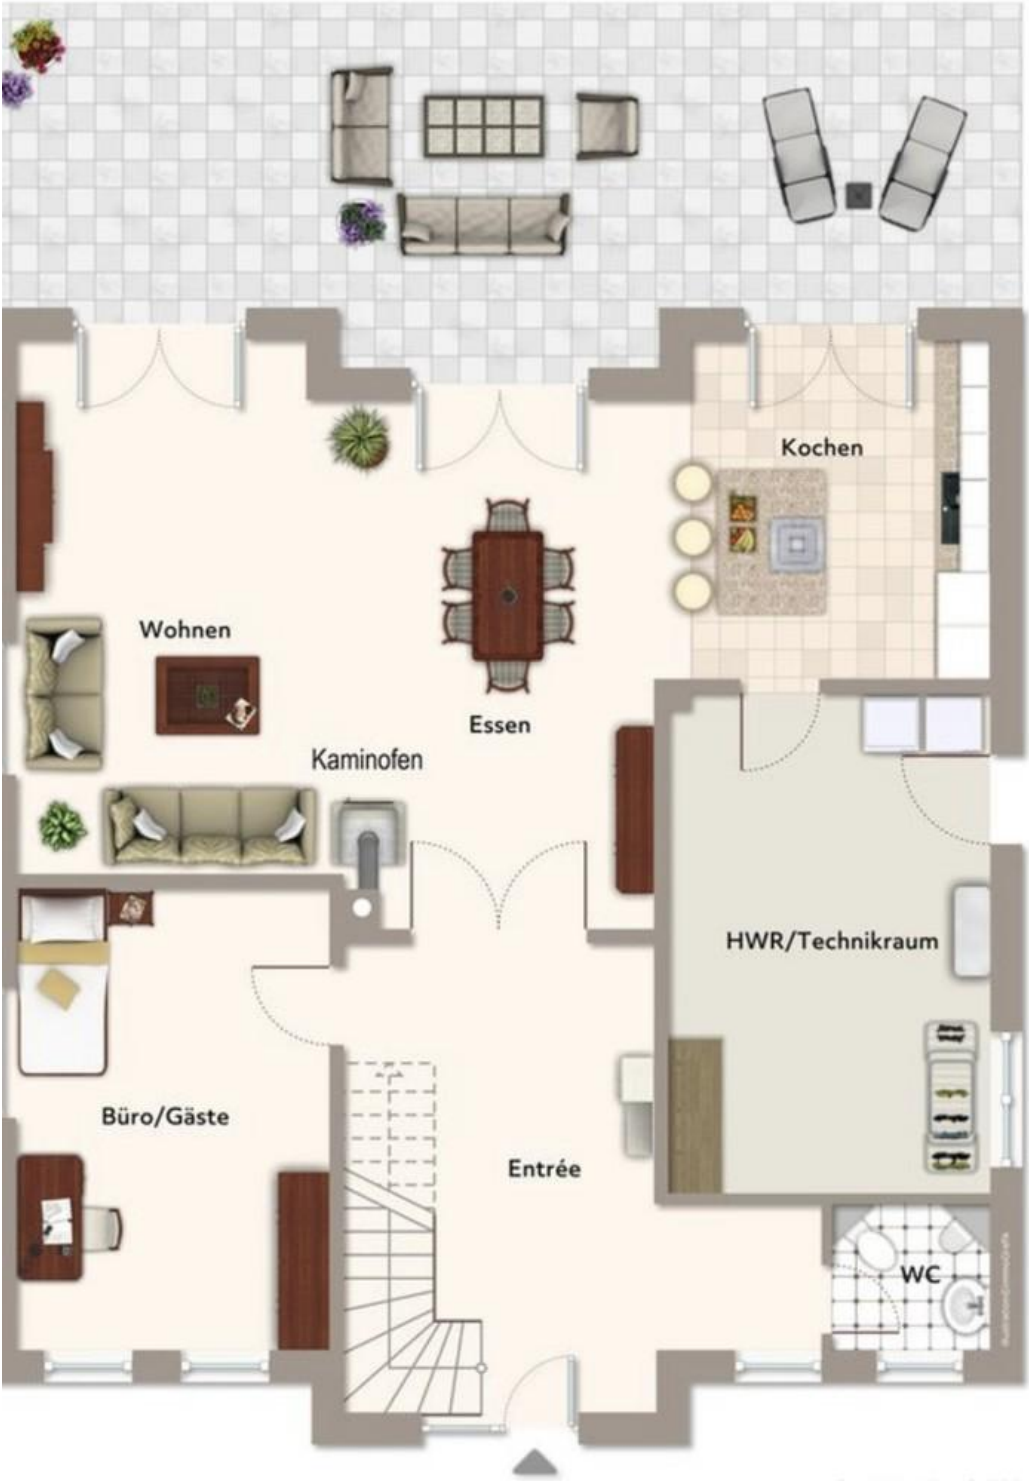 Kochen
Wohnen
Essen
Kaminofen
HWR/Technikraum
Büro/Gäste
Entrée
WC